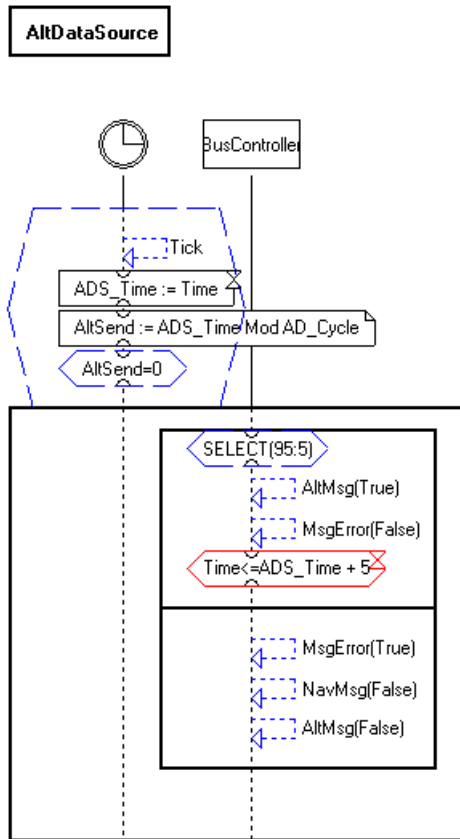 AltDataSource
BusController
Tick
ADS_Time := Time
AltSend := ADS_Time Mod AD_Cycle
AltSend=0
SELECT(95:5)
AltMsg(True)
MsgError(False)
Time<=ADS_Time + 5
MsgError(True)
NavMsg(False)
AltMsg(False)